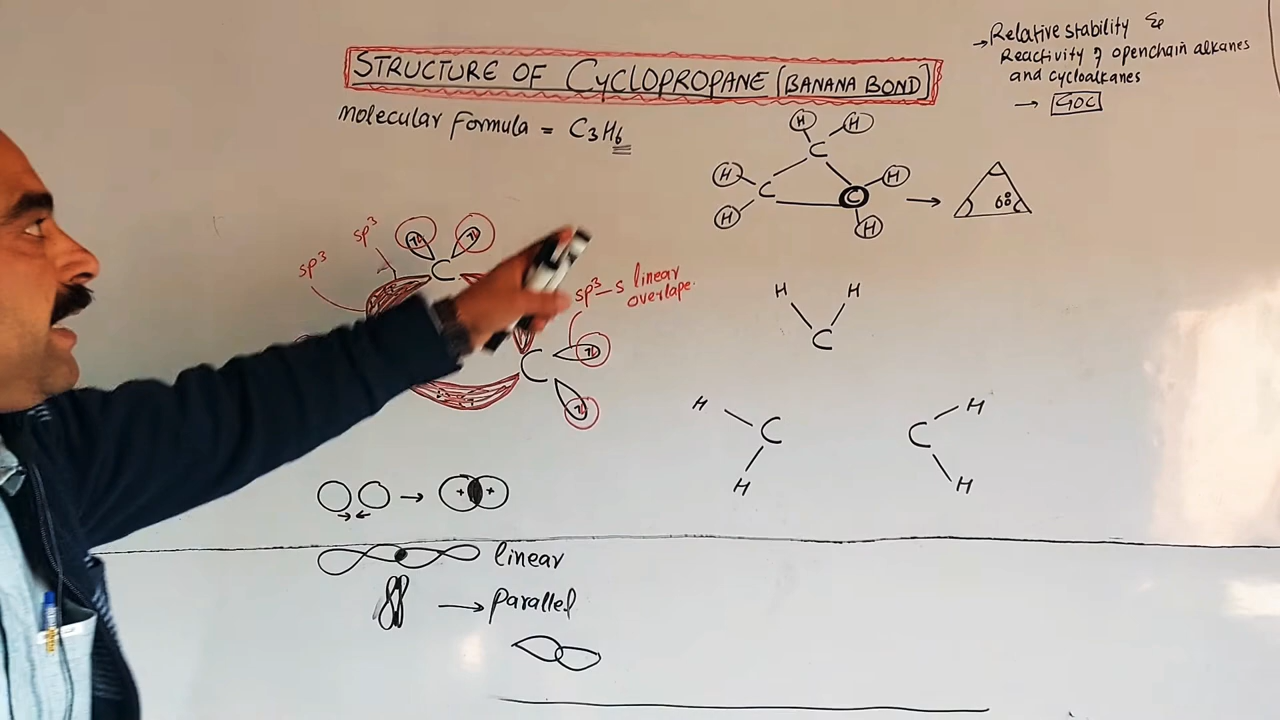 STRUCTURE OF CYCLOPROPANE (BANANA BOND)
→ Relative stability &
Reactivity of openchain alkanes
and cycloalkanes
→ GOC
Molecular Formula = C3H6
H H
C
H C C H → 60°
H H
sp³ sp³
C
sp³-s linear
overlape.
C
H H
C
H C C H
H H
+ +
linear
→ Parallel